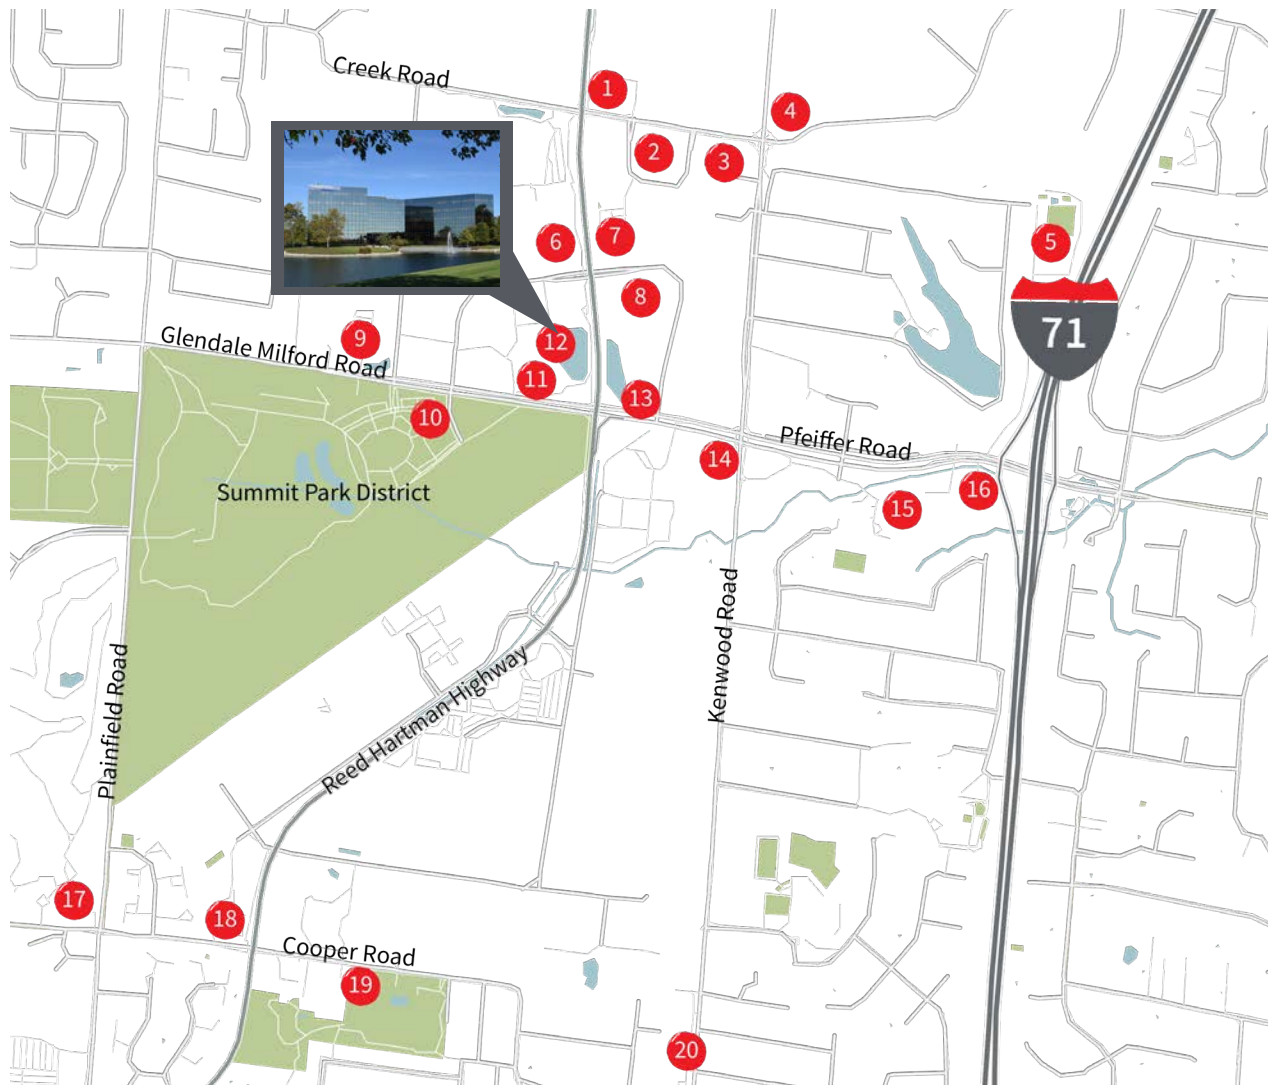 Creek Road
1
4
2
3
5
6
7
8
71
9
12
Glendale Milford Road
11
13
10
Pfeiffer Road
14
Summit Park District
16
15
Kenwood Road
Plainfield Road
Reed Hartman Highway
17
18
Cooper Road
19
20